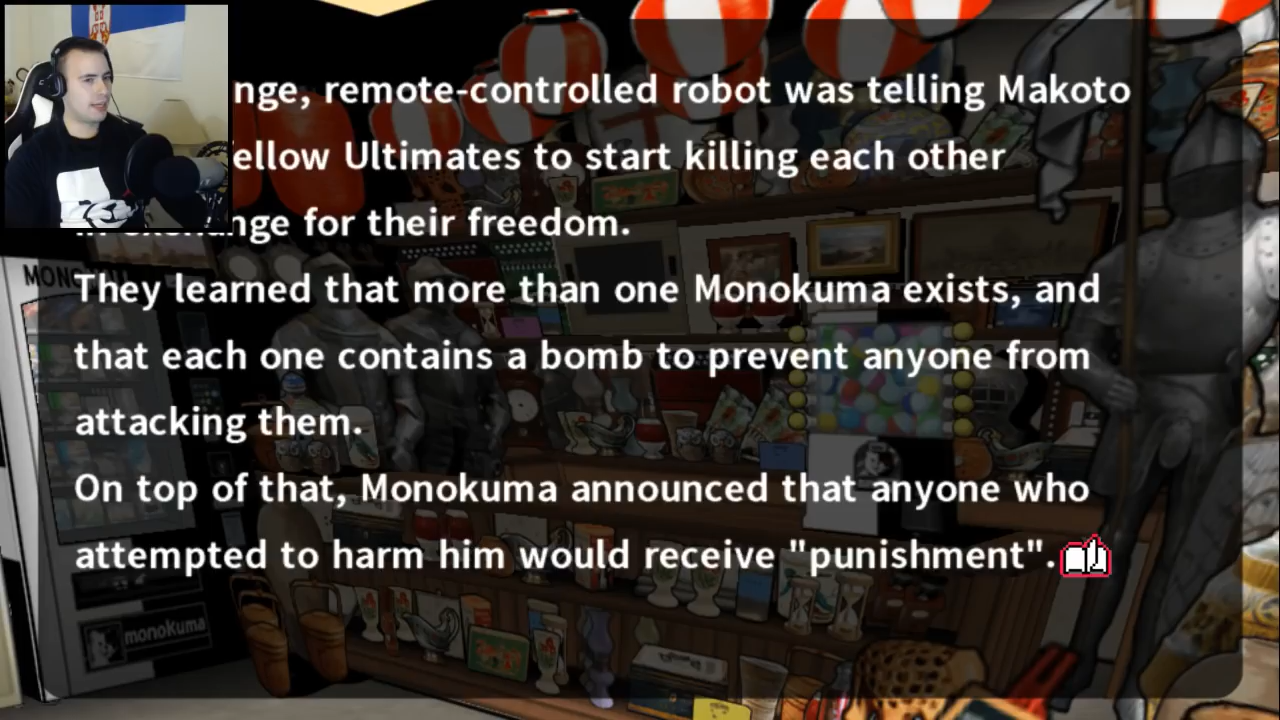 nge, remote-controlled robot was telling Makoto
ellow Ultimates to start killing each other
nge for their freedom.
They learned that more than one Monokuma exists, and
that each one contains a bomb to prevent anyone from
attacking them.
On top of that, Monokuma announced that anyone who
attempted to harm him would receive "punishment".
monokuma